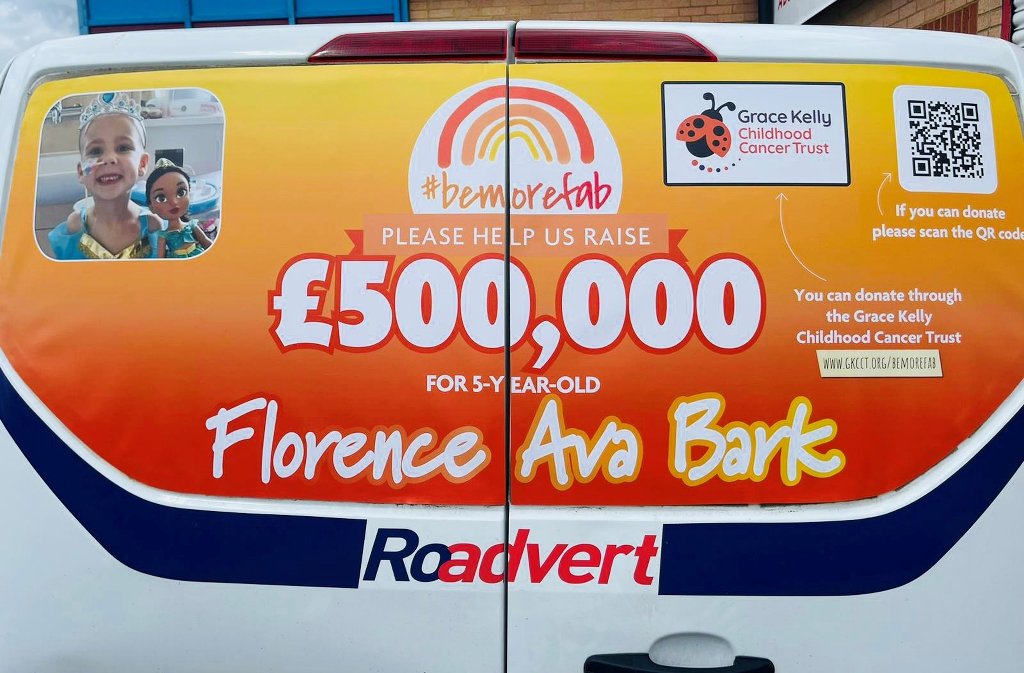 #bemorefab
PLEASE HELP US RAISE
£500,000
FOR 5-YEAR-OLD
Florence Ava Bark
Grace Kelly
Childhood
Cancer Trust
If you can donate
please scan the QR code
You can donate through
the Grace Kelly
Childhood Cancer Trust
WWW.GKCCT.ORG/BEMOREFAB
Roadvert